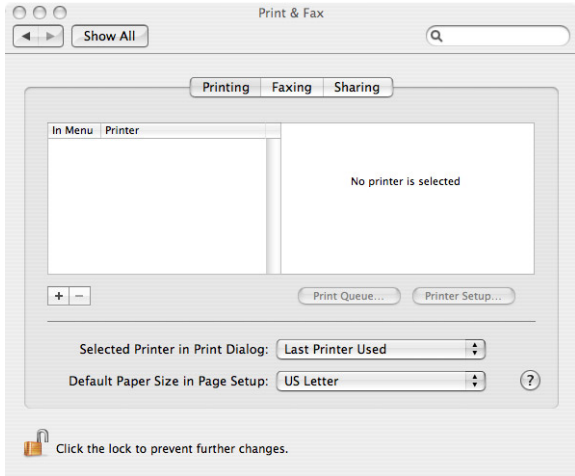 Print & Fax
Show All
Printing Faxing Sharing
In Menu Printer
No printer is selected
+ −
Print Queue... Printer Setup...
Selected Printer in Print Dialog: Last Printer Used
Default Paper Size in Page Setup: US Letter
?
Click the lock to prevent further changes.